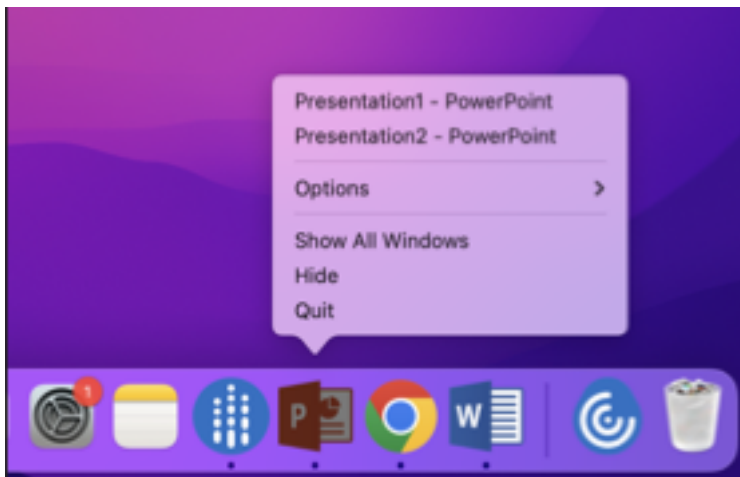 Presentation1 - PowerPoint
Presentation2 - PowerPoint
Options
Show All Windows
Hide
Quit
1
P
W